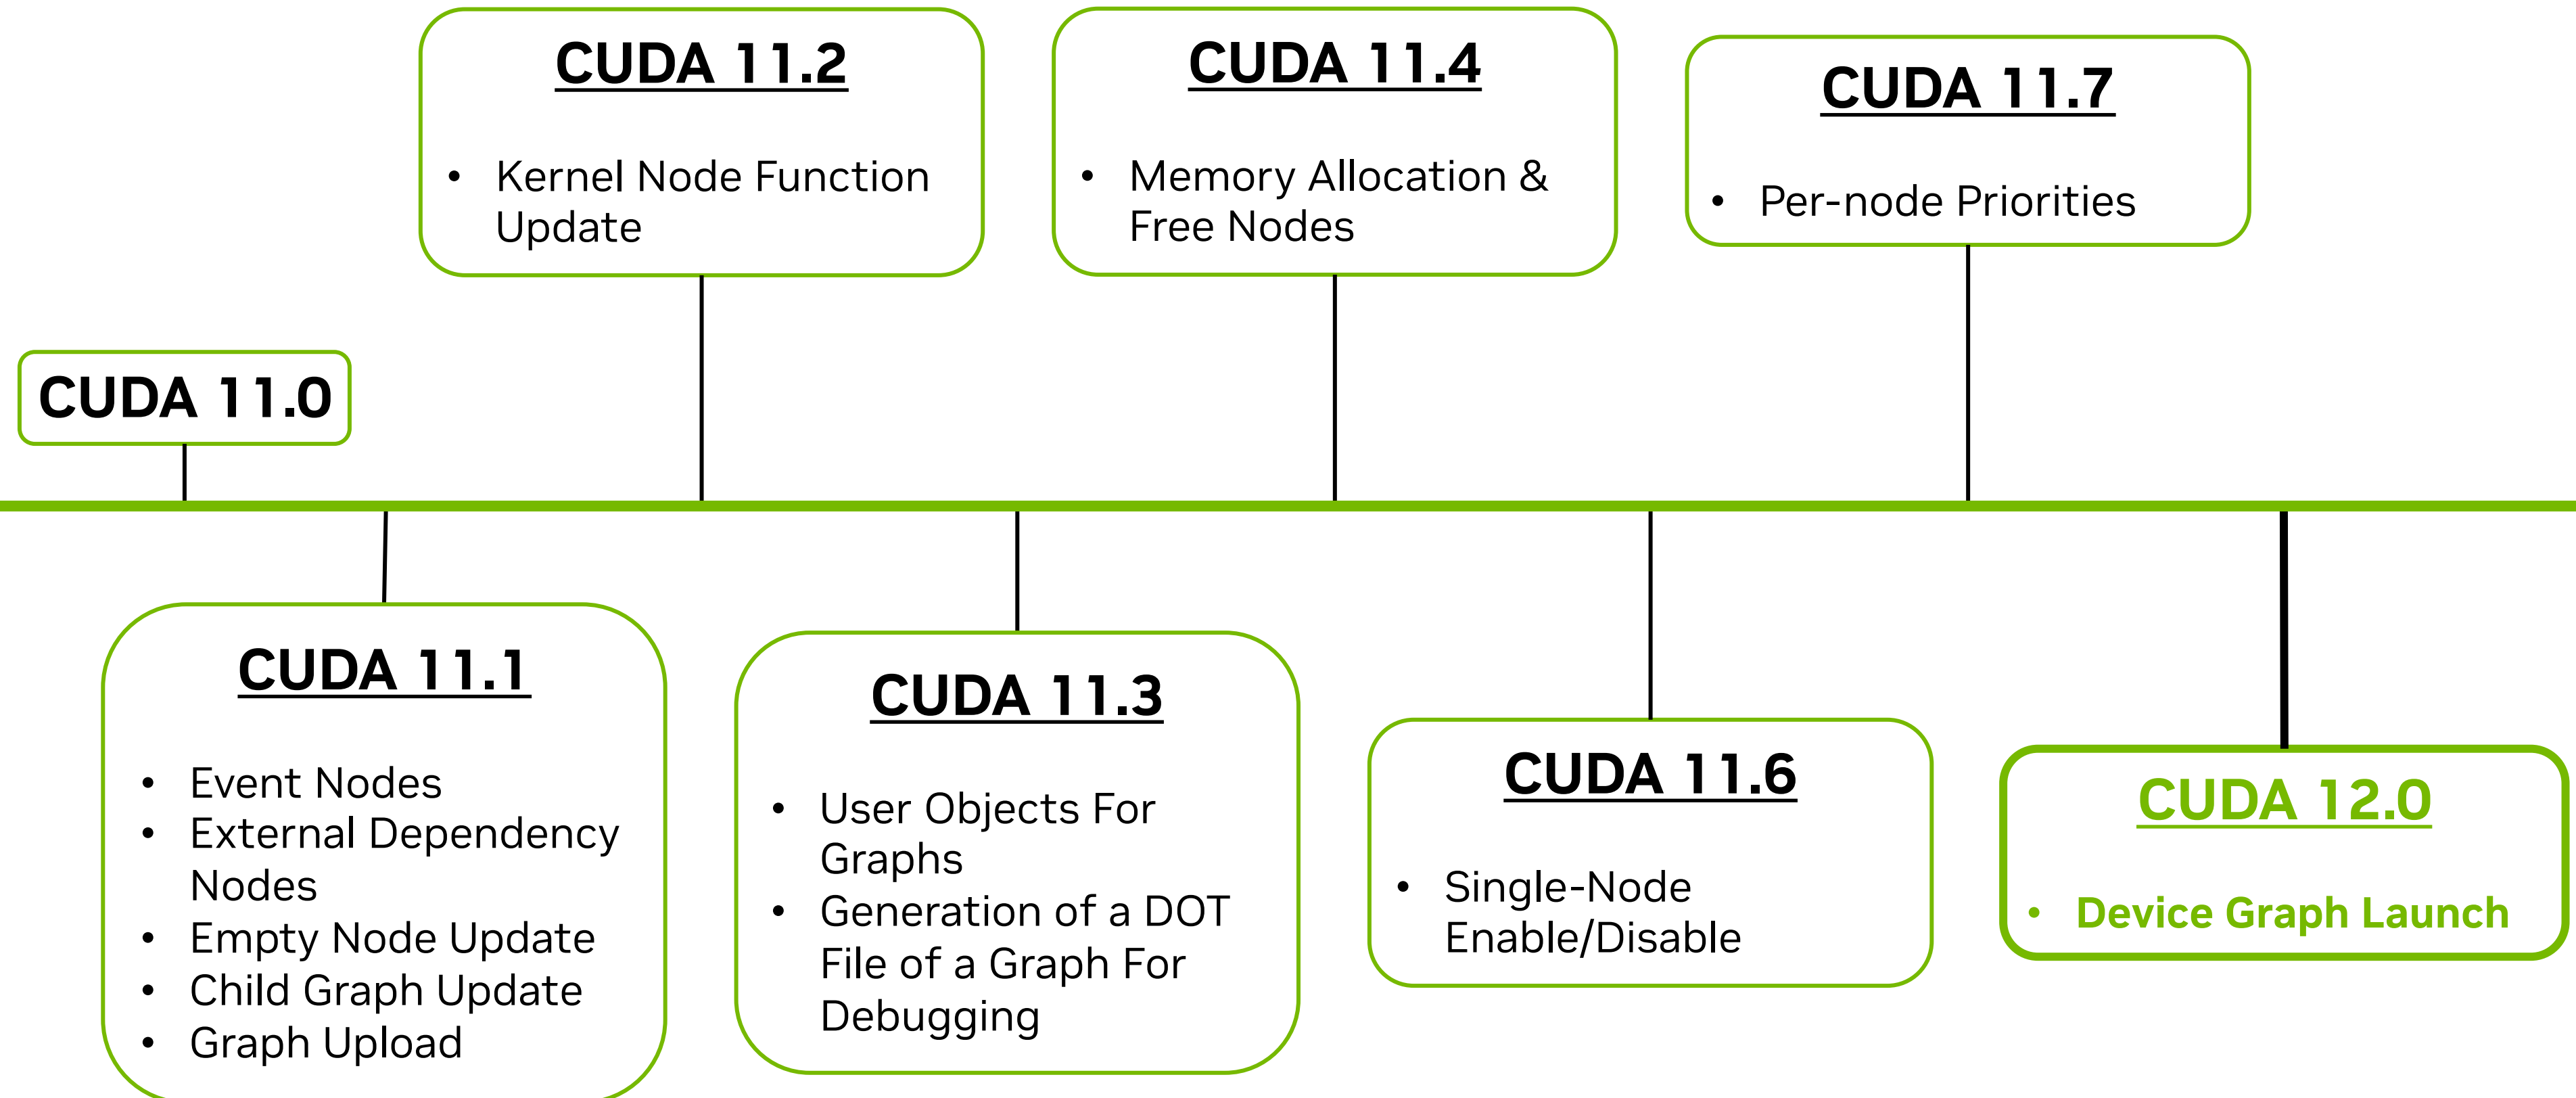 CUDA 11.0
CUDA 11.1
• Event Nodes
• External Dependency
Nodes
• Empty Node Update
• Child Graph Update
• Graph Upload
CUDA 11.2
• Kernel Node Function
Update
CUDA 11.3
• User Objects For
Graphs
• Generation of a DOT
File of a Graph For
Debugging
CUDA 11.4
• Memory Allocation &
Free Nodes
CUDA 11.6
• Single-Node
Enable/Disable
CUDA 11.7
• Per-node Priorities
CUDA 12.0
• Device Graph Launch